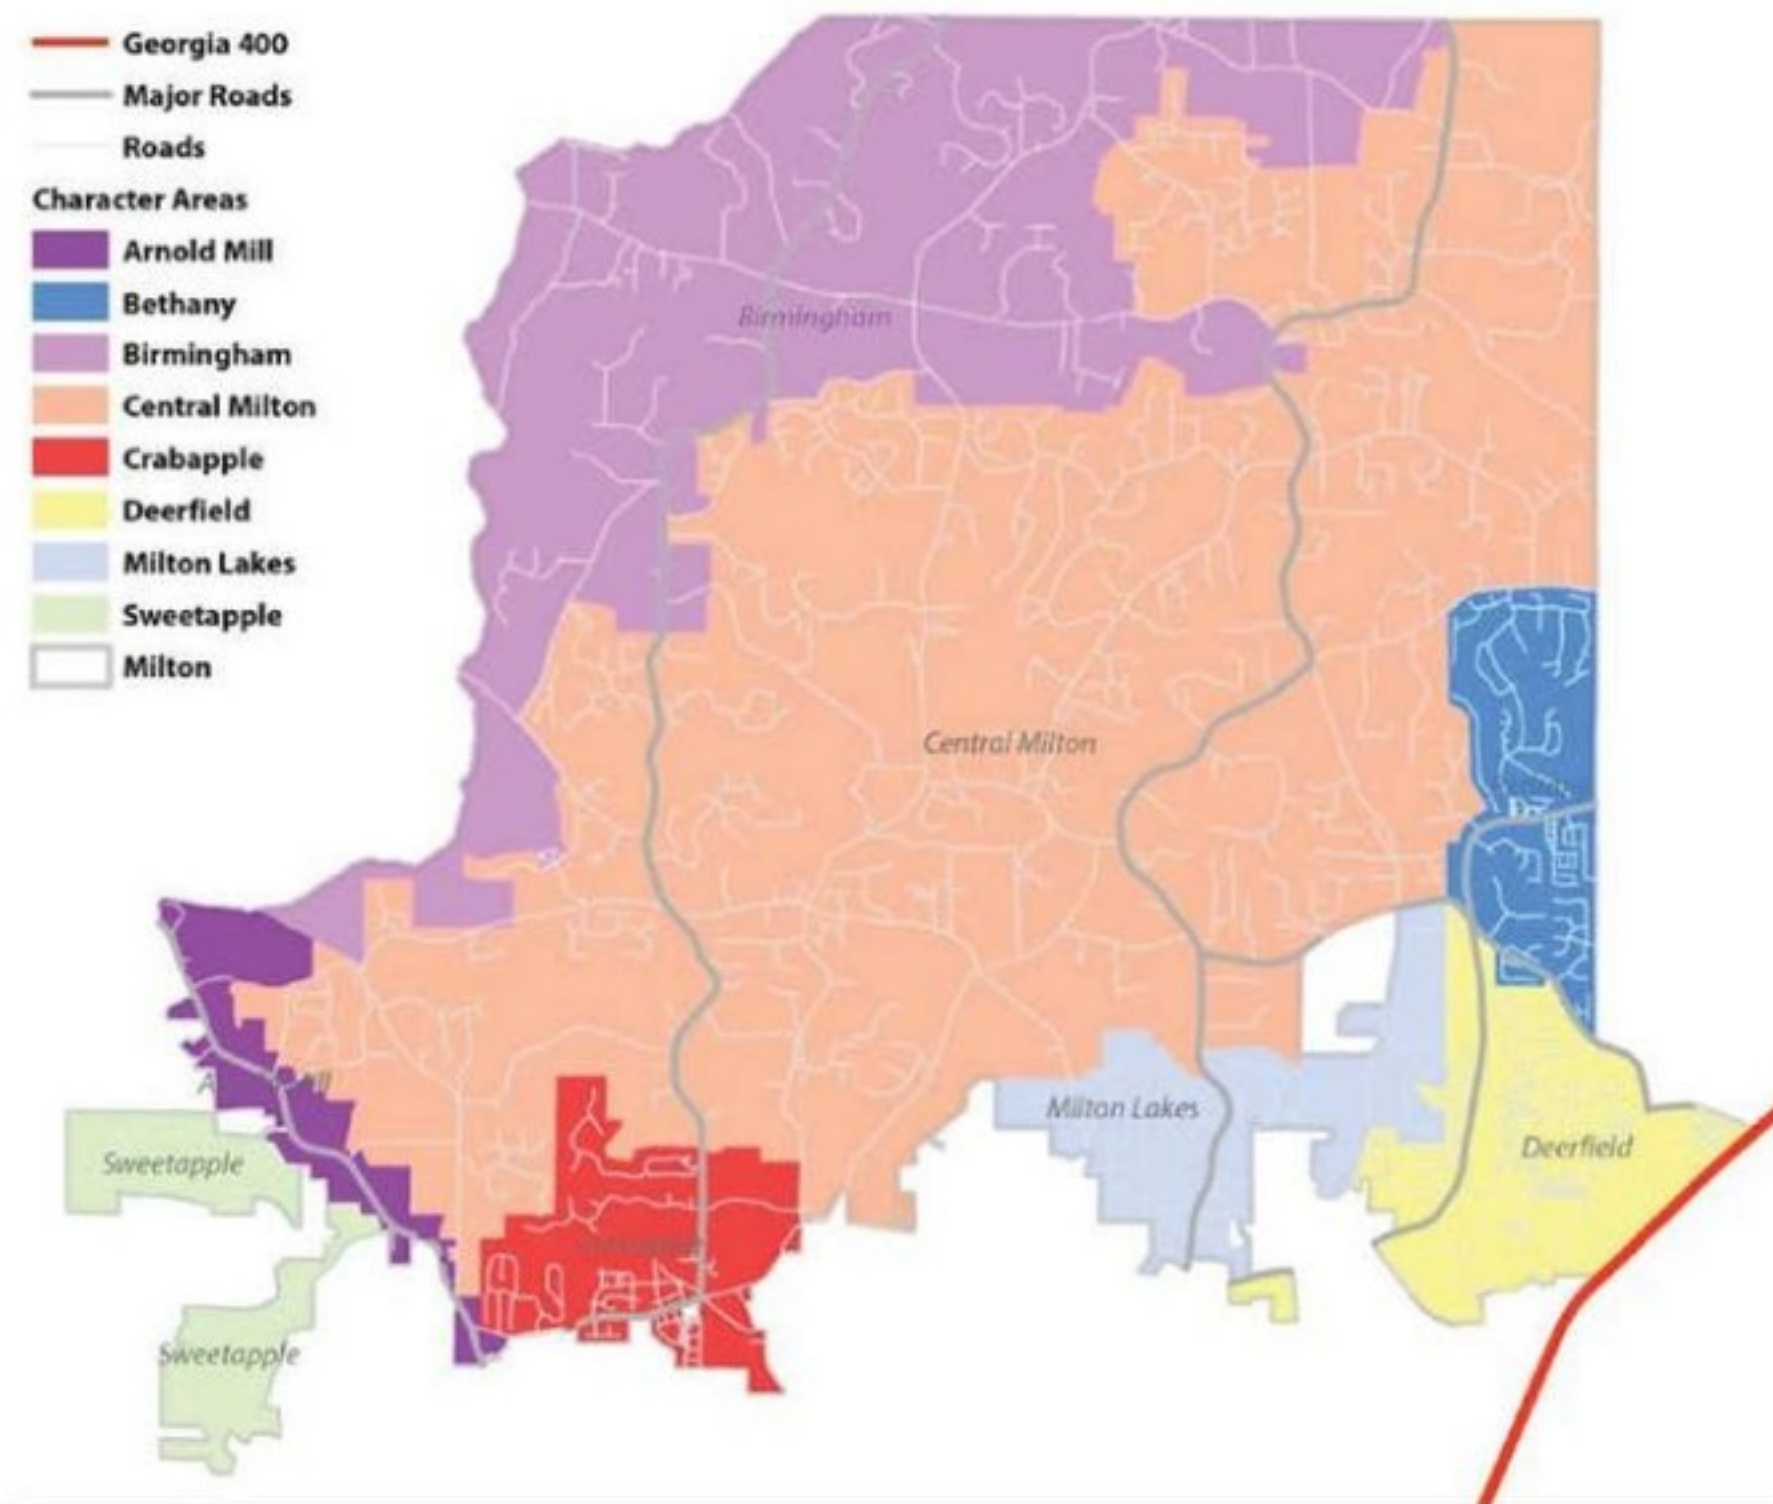 Georgia 400
Major Roads
Roads
Character Areas
Arnold Mill
Bethany
Birmingham
Central Milton
Crabapple
Deerfield
Milton Lakes
Sweetapple
Milton
Birmingham
Central Milton
Milton Lakes
Deerfield
Sweetapple
Sweetapple